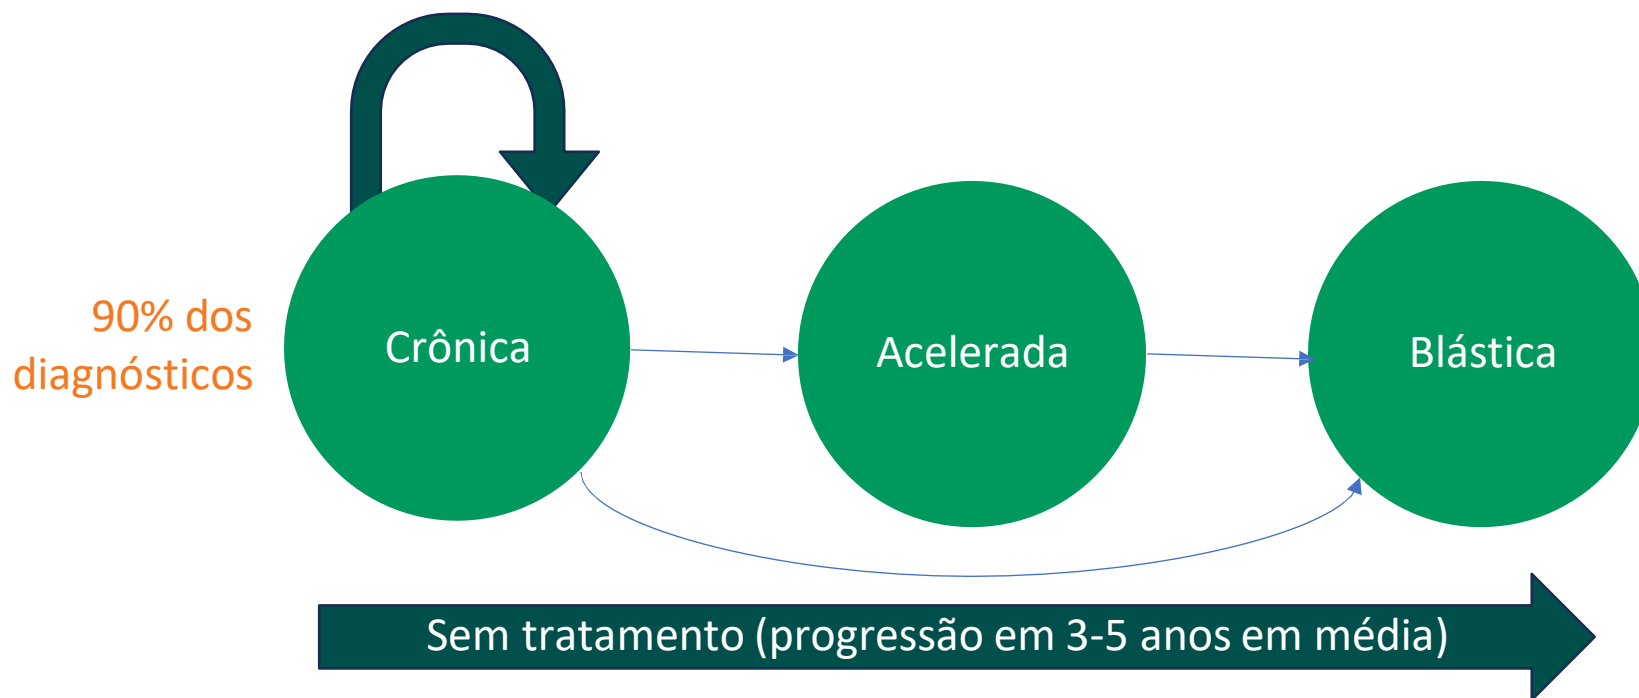 90% dos
diagnósticos
Crônica
Acelerada
Blástica
Sem tratamento (progressão em 3-5 anos em média)